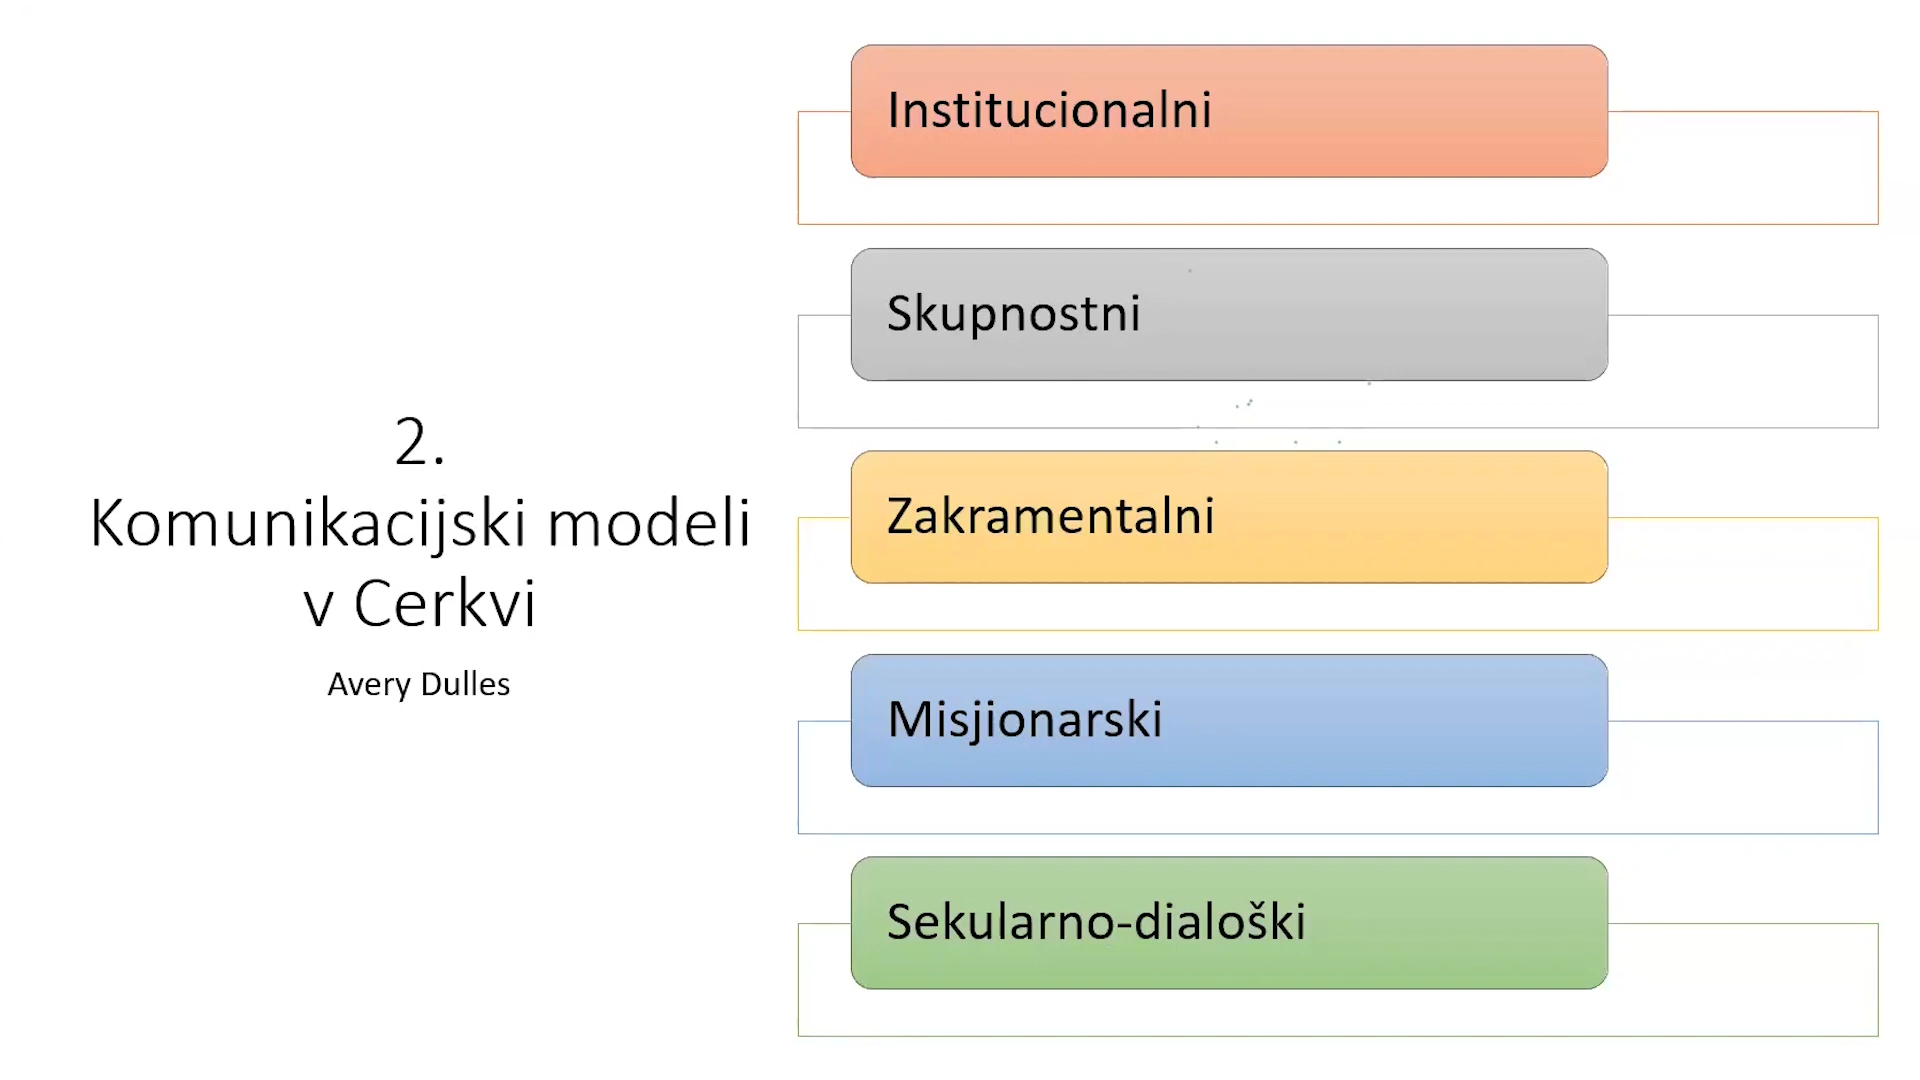 2.
Komunikacijski modeli
v Cerkvi
Avery Dulles
Institucionalni
Skupnostni
Zakramentalni
Misjionarski
Sekularno-dialoški